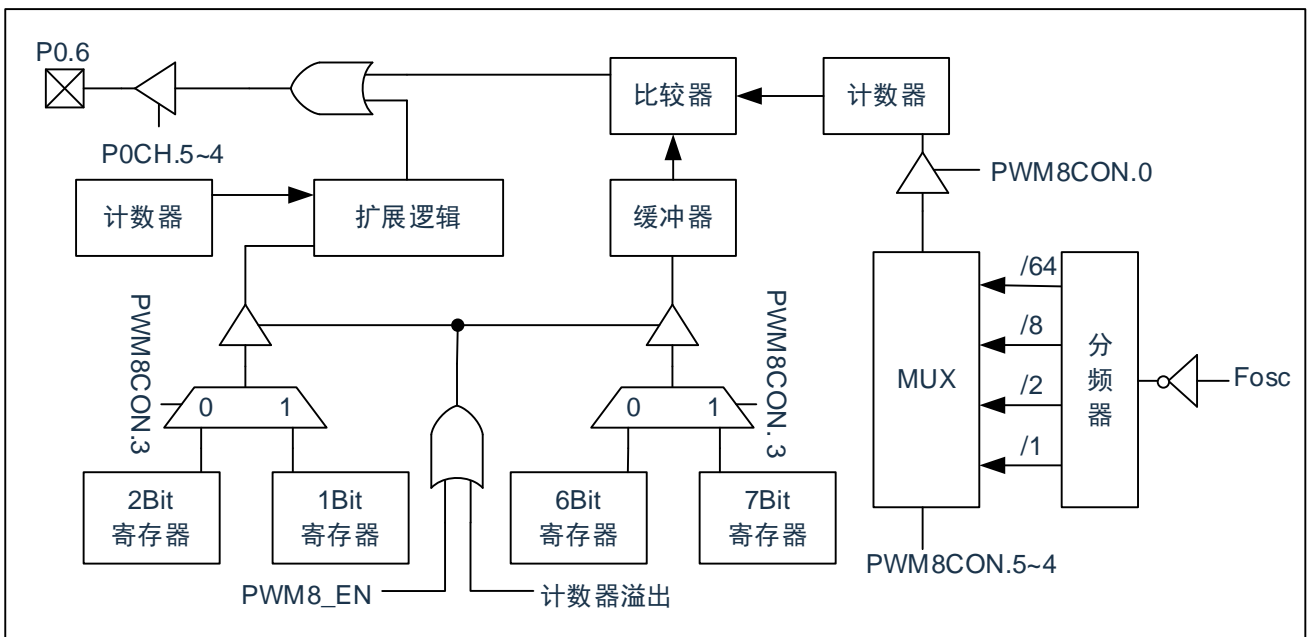 P0.6
比较器
计数器
P0CH.5~4
PWM8CON.0
计数器
扩展逻辑
缓冲器
/64
/8
/2
/1
MUX
分
频
器
Fosc
PWM8CON.3
0 1
PWM8CON. 3
0 1
2Bit
寄存器
1Bit
寄存器
6Bit
寄存器
7Bit
寄存器
PWM8CON.5~4
PWM8_EN
计数器溢出